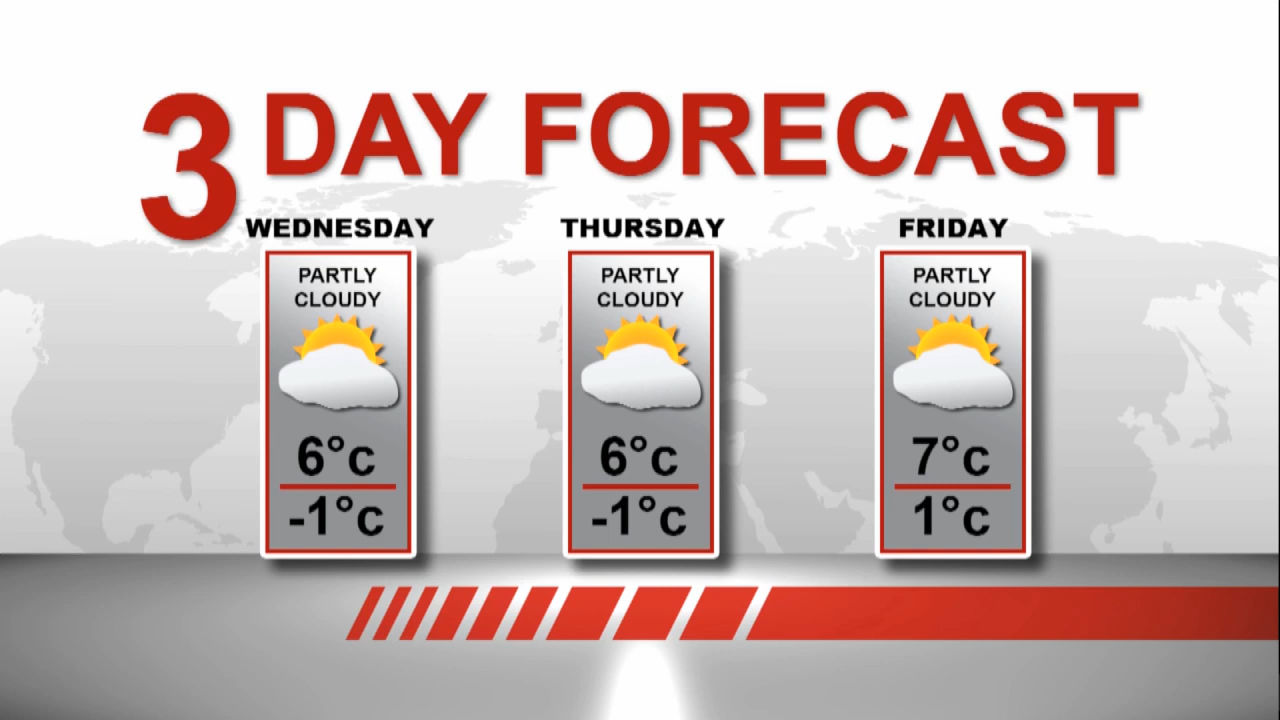 3 DAY FORECAST
WEDNESDAY
PARTLY
CLOUDY
6°c
-1°c
THURSDAY
PARTLY
CLOUDY
6°c
-1°c
FRIDAY
PARTLY
CLOUDY
7°c
1°c